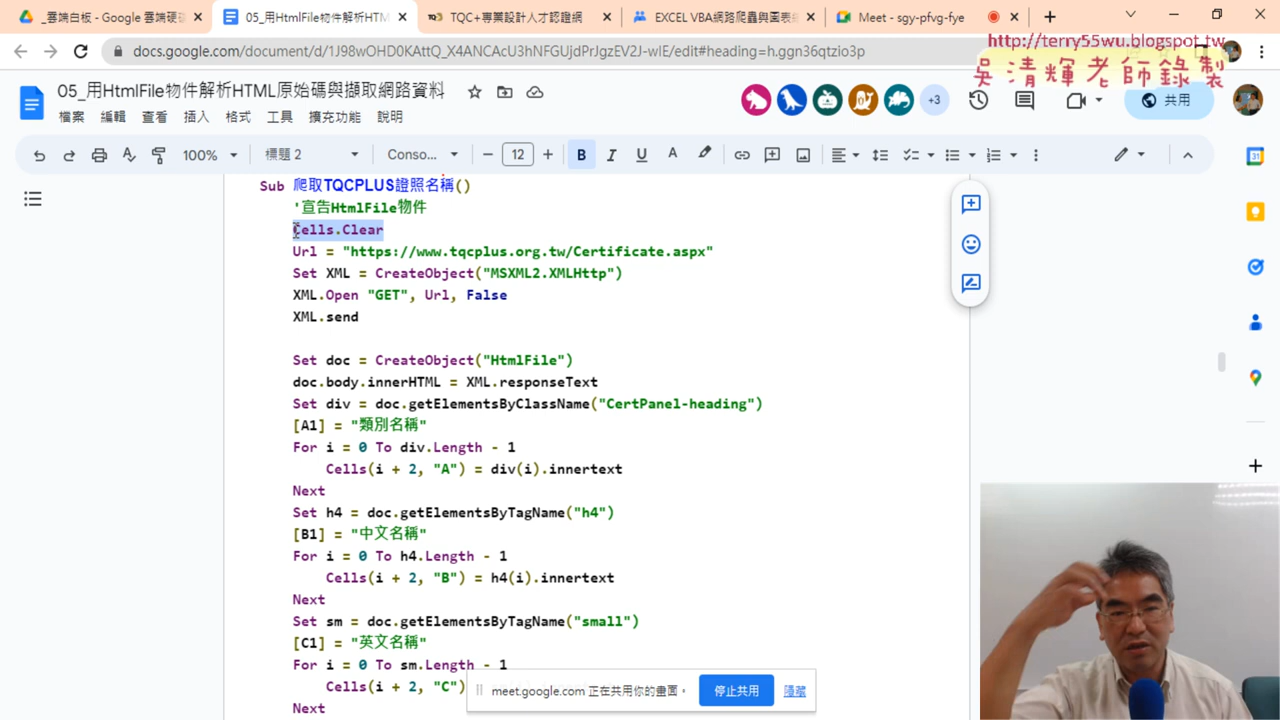 _雲端白板 - Google 雲端硬碟
05_用HtmlFile物件解析HTM
TQC+專業設計人才認證網
EXCEL VBA網路爬蟲與圖表統
Meet - sgy-pfvg-fye
docs.google.com/document/d/1J98wOHD0KAttQ_X4ANCAcU3hNFGUjdPrJgzEV2J-wIE/edit#heading=h.ggn36qtzio3p
http://terry55wu.blogspot.tw
吳清輝老師錄製
05_用HtmlFile物件解析HTML原始碼與擷取網路資料
+3
共用
檔案 編輯 查看 插入 格式 工具 擴充功能 說明
100% 標題 2 Conso... 12 B I U A
Sub 爬取TQCPLUS證照名稱()
'宣告HtmlFile物件
Cells.Clear
Url = "https://www.tqcplus.org.tw/Certificate.aspx"
Set XML = CreateObject("MSXML2.XMLHttp")
XML.Open "GET", Url, False
XML.send
Set doc = CreateObject("HtmlFile")
doc.body.innerHTML = XML.responseText
Set div = doc.getElementsByClassName("CertPanel-heading")
[A1] = "類別名稱"
For i = 0 To div.Length - 1
Cells(i + 2, "A") = div(i).innertext
Next
Set h4 = doc.getElementsByTagName("h4")
[B1] = "中文名稱"
For i = 0 To h4.Length - 1
Cells(i + 2, "B") = h4(i).innertext
Next
Set sm = doc.getElementsByTagName("small")
[C1] = "英文名稱"
For i = 0 To sm.Length - 1
Cells(i + 2, "C")
Next
meet.google.com 正在共用你的畫面。 停止共用 隱藏